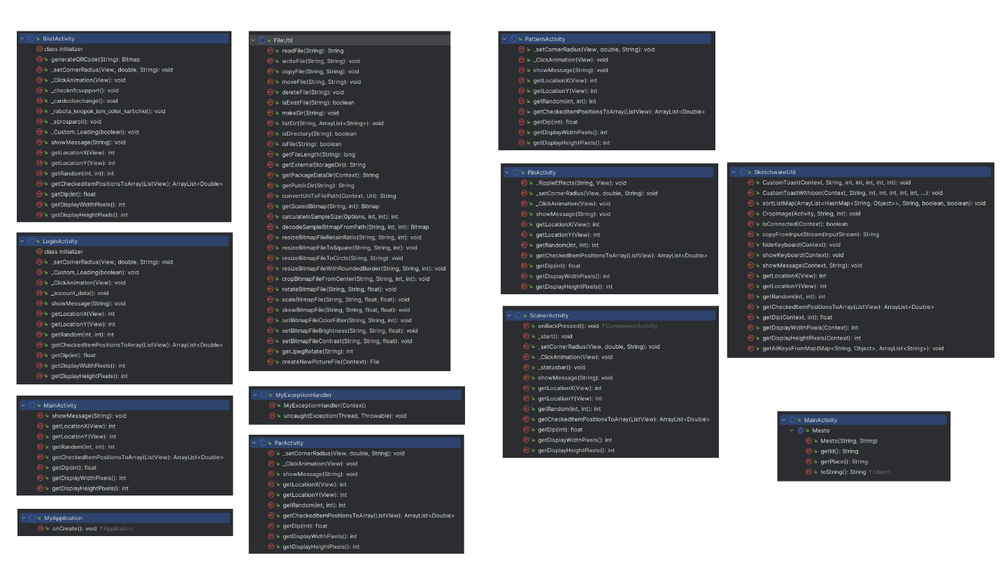 BiletActivity
class initializer
generateQRCode(String): Bitmap
_setCornerRadius(View, double, String): void
_ClickAnimation(View): void
_checknfcsupport(): void
_cardcolorchange(): void
_rabota_knopok_ism_color_kartichki(): void
_sbrosparol(): void
_Custom_Loading(boolean): void
showMessage(String): void
getLocationX(View): int
getLocationY(View): int
getRandom(int, int): int
getCheckedItemPositionsToArray(ListView): ArrayList<Double>
getDip(int): float
getDisplayWidthPixels(): int
getDisplayHeightPixels(): int
LoginActivity
class initializer
_setCornerRadius(View, double, String): void
_Custom_Loading(boolean): void
_ClickAnimation(View): void
_account_data(): void
showMessage(String): void
getLocationX(View): int
getLocationY(View): int
getRandom(int, int): int
getCheckedItemPositionsToArray(ListView): ArrayList<Double>
getDip(int): float
getDisplayWidthPixels(): int
getDisplayHeightPixels(): int
MainActivity
showMessage(String): void
getLocationX(View): int
getLocationY(View): int
getRandom(int, int): int
getCheckedItemPositionsToArray(ListView): ArrayList<Double>
getDip(int): float
getDisplayWidthPixels(): int
getDisplayHeightPixels(): int
MyApplication
onCreate(): void ↑Application
FileUtil
readFile(String): String
writeFile(String, String): void
copyFile(String, String): void
moveFile(String, String): void
deleteFile(String): void
isExistFile(String): boolean
makeDir(String): void
listDir(String, ArrayList<String>): void
isDirectory(String): boolean
isFile(String): boolean
getFileLength(String): long
getExternalStorageDir(): String
getPackageDataDir(Context): String
getPublicDir(String): String
convertUriToFilePath(Context, Uri): String
getScaledBitmap(String, int): Bitmap
calculateInSampleSize(Options, int, int): int
decodeSampleBitmapFromPath(String, int, int): Bitmap
resizeBitmapFileRetainRatio(String, String, int): void
resizeBitmapFileToSquare(String, String, int): void
resizeBitmapFileToCircle(String, String): void
resizeBitmapFileWithRoundedBorder(String, String, int): void
cropBitmapFileFromCenter(String, String, int, int): void
rotateBitmapFile(String, String, float): void
scaleBitmapFile(String, String, float, float): void
skewBitmapFile(String, String, float, float): void
setBitmapFileColorFilter(String, String, int): void
setBitmapFileBrightness(String, String, float): void
setBitmapFileContrast(String, String, float): void
getJpegRotate(String): int
createNewPictureFile(Context): File
MyExceptionHandler
MyExceptionHandler(Context)
uncaughtException(Thread, Throwable): void
ParActivity
_setCornerRadius(View, double, String): void
_ClickAnimation(View): void
showMessage(String): void
getLocationX(View): int
getLocationY(View): int
getRandom(int, int): int
getCheckedItemPositionsToArray(ListView): ArrayList<Double>
getDip(int): float
getDisplayWidthPixels(): int
getDisplayHeightPixels(): int
PatternActivity
_setCornerRadius(View, double, String): void
_ClickAnimation(View): void
showMessage(String): void
getLocationX(View): int
getLocationY(View): int
getRandom(int, int): int
getCheckedItemPositionsToArray(ListView): ArrayList<Double>
getDip(int): float
getDisplayWidthPixels(): int
getDisplayHeightPixels(): int
PinActivity
_RippleEffects(String, View): void
_setCornerRadius(View, double, String): void
_ClickAnimation(View): void
showMessage(String): void
getLocationX(View): int
getLocationY(View): int
getRandom(int, int): int
getCheckedItemPositionsToArray(ListView): ArrayList<Double>
getDip(int): float
getDisplayWidthPixels(): int
getDisplayHeightPixels(): int
ScanerActivity
onBackPressed(): void ↑ComponentActivity
_start(): void
_setCornerRadius(View, double, String): void
_ClickAnimation(View): void
_statusbar(): void
showMessage(String): void
getLocationX(View): int
getLocationY(View): int
getRandom(int, int): int
getCheckedItemPositionsToArray(ListView): ArrayList<Double>
getDip(int): float
getDisplayWidthPixels(): int
getDisplayHeightPixels(): int
SketchwareUtil
CustomToast(Context, String, int, int, int, int): void
CustomToastWithIcon(Context, String, int, int, int, int, ...): void
sortListMap(ArrayList<HashMap<String, Object>>, String, boolean, boolean): void
CropImage(Activity, String, int): void
isConnected(Context): boolean
copyFromInputStream(InputStream): String
hideKeyboard(Context): void
showKeyboard(Context): void
showMessage(Context, String): void
getLocationX(View): int
getLocationY(View): int
getRandom(int, int): int
getCheckedItemPositionsToArray(ListView): ArrayList<Double>
getDip(Context, int): float
getDisplayWidthPixels(Context): int
getDisplayHeightPixels(Context): int
getAllKeysFromMap(Map<String, Object>, ArrayList<String>): void
MainActivity
Mesto
Mesto(String, String)
getId(): String
getPlace(): String
toString(): String ↑Object